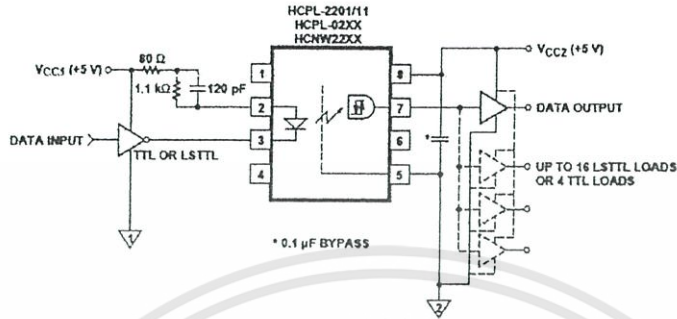 HCPL-2201/11
HCPL-02XX
HCNW22XX
80 Ω
VCC1 (+5 V)
1.1 kΩ
120 pF
1
2
3
4
8
7
6
5
VCC2 (+5 V)
DATA OUTPUT
DATA INPUT
TTL OR LSTTL
*
UP TO 16 LSTTL LOADS
OR 4 TTL LOADS
* 0.1 µF BYPASS
1
2